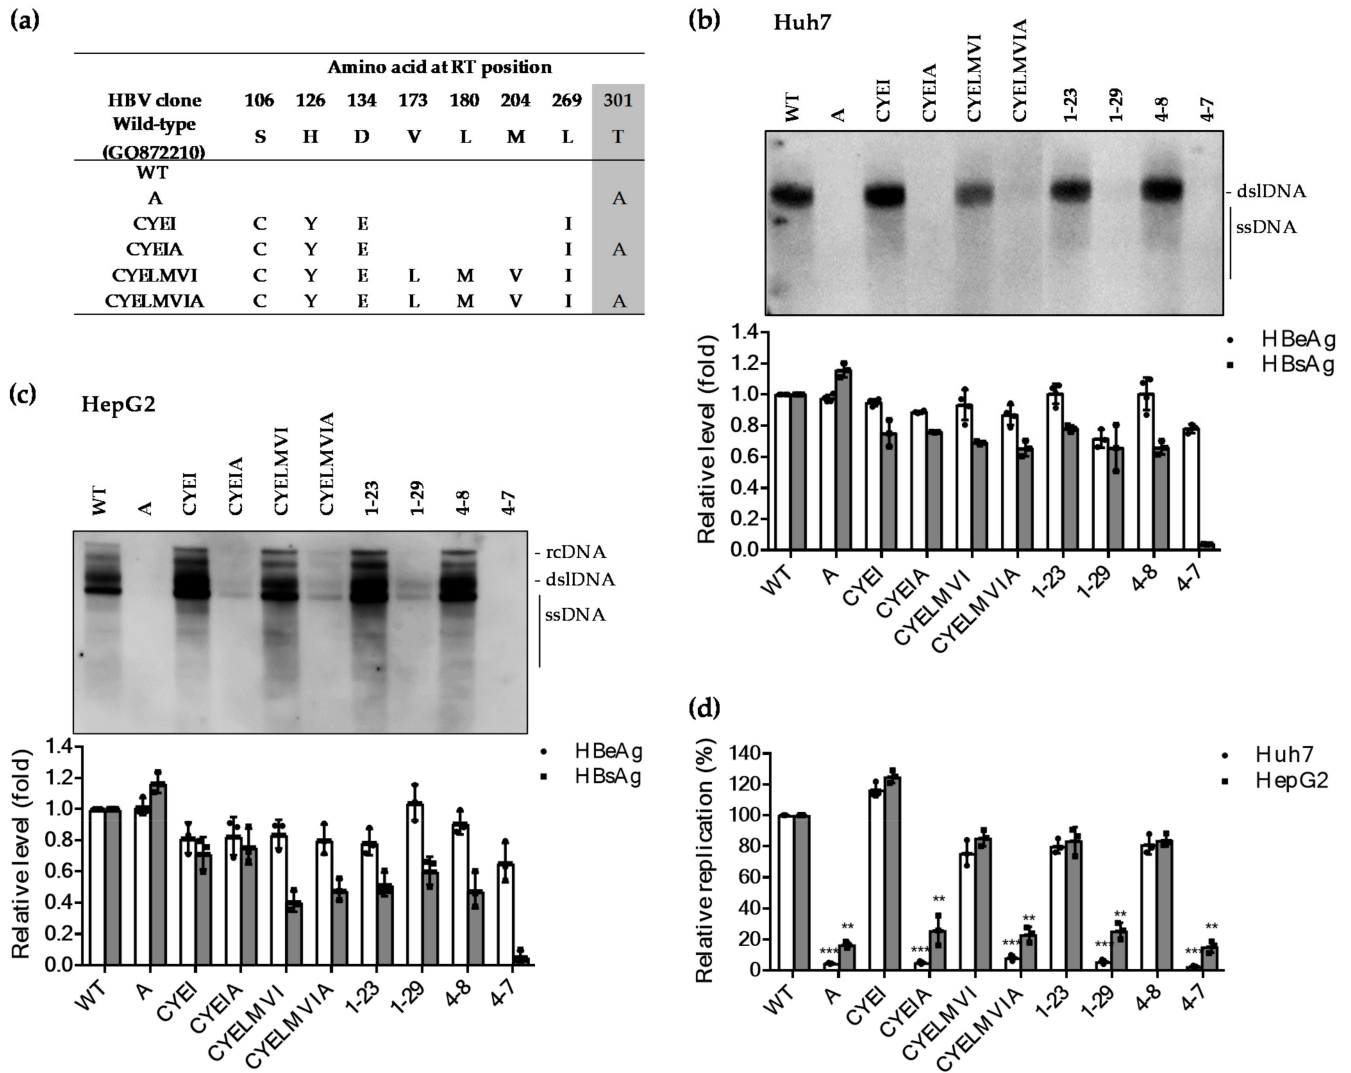 (a)
Amino acid at RT position
HBV clone 106 126 134 173 180 204 269 301
Wild-type
(GO872210) S H D V L M L T
WT
A A
CYEI C Y E I
CYEIA C Y E I A
CYELMVI C Y E L M V I
CYELMVIA C Y E L M V I A
(b)
Huh7
WT A CYEI CYEIA CYELMVI CYELMVIA 1-23 1-29 4-8 4-7
- dslDNA
ssDNA
HBeAg
HBsAg
Relative level (fold)
1.4
1.2
1.0
0.8
0.6
0.4
0.2
0.0
WT A CYEI CYEIA CYELMVI CYELMVIA 1-23 1-29 4-8 4-7
(c)
HepG2
WT A CYEI CYEIA CYELMVI CYELMVIA 1-23 1-29 4-8 4-7
- rcDNA
- dslDNA
ssDNA
HBeAg
HBsAg
Relative level (fold)
1.4
1.2
1.0
0.8
0.6
0.4
0.2
0.0
WT A CYEI CYEIA CYELMVI CYELMVIA 1-23 1-29 4-8 4-7
(d)
Huh7
HepG2
Relative replication (%)
140
120
100
80
60
40
20
0
*** ** *** ** *** ** *** ** *** **
WT A CYEI CYEIA CYELMVI CYELMVIA 1-23 1-29 4-8 4-7